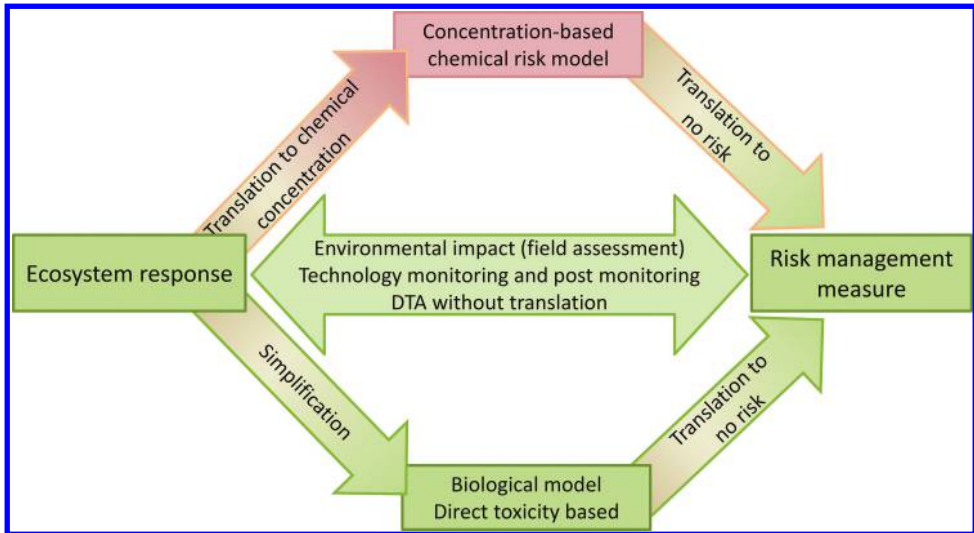 Concentration-based
chemical risk model
Translation to chemical
concentration
Translation to
no risk
Ecosystem response
Environmental impact (field assessment)
Technology monitoring and post monitoring
DTA without translation
Risk management
measure
Simplification
Translation to
no risk
Biological model
Direct toxicity based